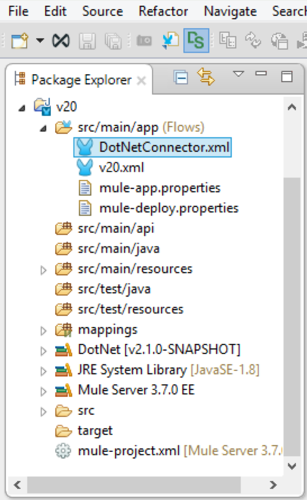 File Edit Source Refactor Navigate Search
DS
Package Explorer
v20
src/main/app (Flows)
DotNetConnector.xml
v20.xml
mule-app.properties
mule-deploy.properties
src/main/api
src/main/java
src/main/resources
src/test/java
src/test/resources
mappings
DotNet [v2.1.0-SNAPSHOT]
JRE System Library [JavaSE-1.8]
Mule Server 3.7.0 EE
src
target
mule-project.xml [Mule Server 3.7.